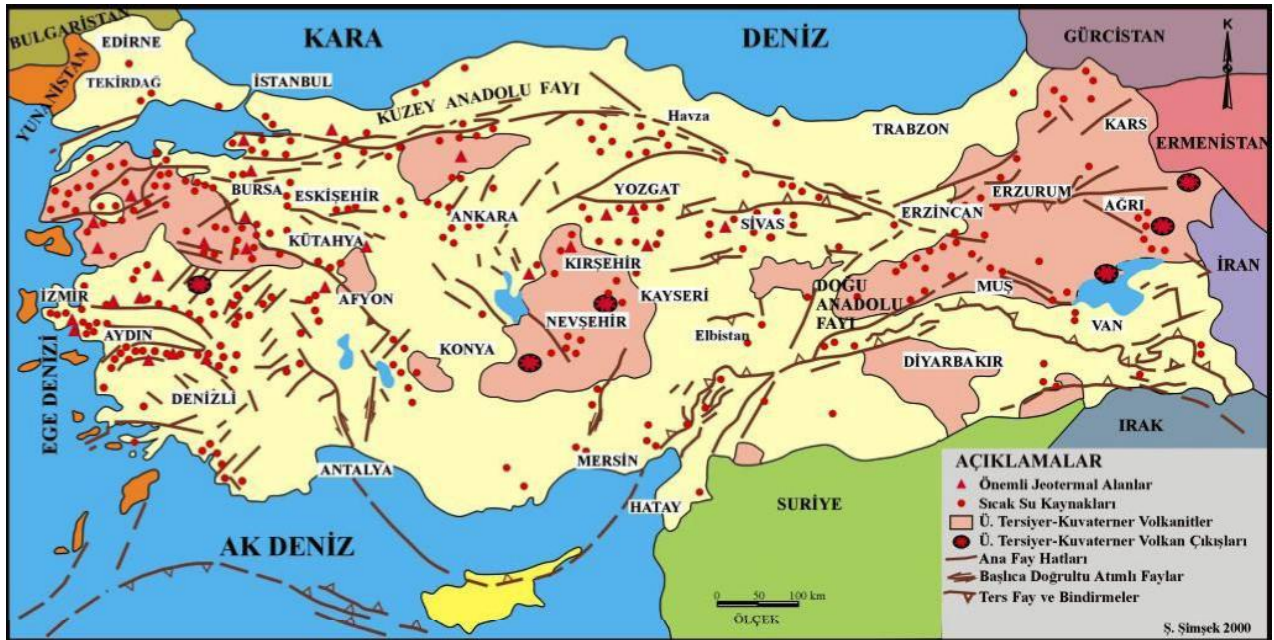 BULGARİSTAN
EDİRNE
TEKİRDAĞ
YUNANİSTAN
İSTANBUL
KARA
DENİZ
GÜRCİSTAN
K
KUZEY ANADOLU FAYI
Havza
TRABZON
KARS
ERMENİSTAN
BURSA
ESKİŞEHİR
ANKARA
YOZGAT
SİVAS
ERZİNCAN
ERZURUM
AĞRI
KÜTAHYA
KIRŞEHİR
İRAN
İZMİR
AFYON
KAYSERİ
DOĞU
ANADOLU
FAYI
MUŞ
NEVŞEHİR
Elbistan
VAN
AYDIN
KONYA
DİYARBAKIR
EGE DENİZİ
DENİZLİ
IRAK
ANTALYA
MERSİN
HATAY
SURİYE
AK DENİZ
AÇIKLAMALAR
Önemli Jeotermal Alanlar
Sıcak Su Kaynakları
Ü. Tersiyer-Kuvaterner Volkanitler
Ü. Tersiyer-Kuvaterner Volkan Çıkışları
Ana Fay Hatları
Başlıca Doğrultu Atımlı Faylar
Ters Fay ve Bindirmeler
0 50 100 km
ÖLÇEK
Ş. Şimşek 2000